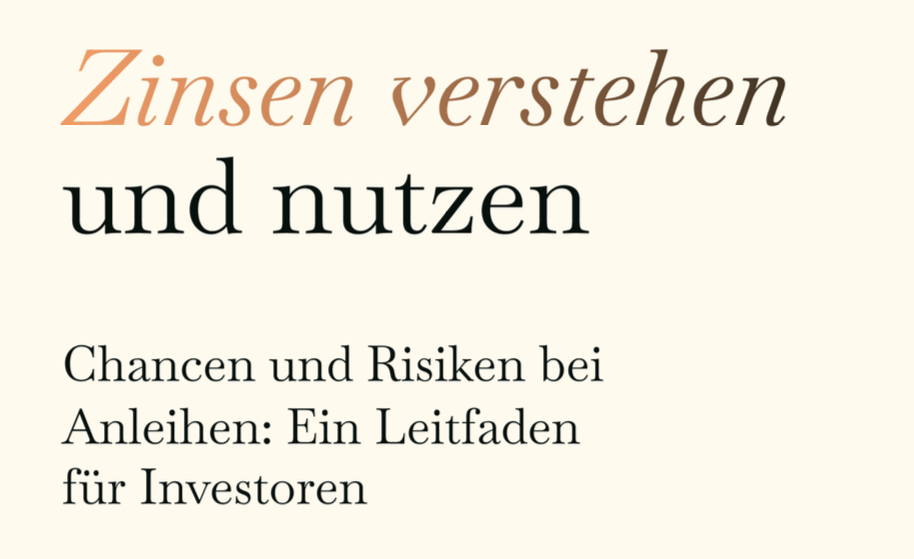 Zinsen verstehen
und nutzen
Chancen und Risiken bei
Anleihen: Ein Leitfaden
für Investoren